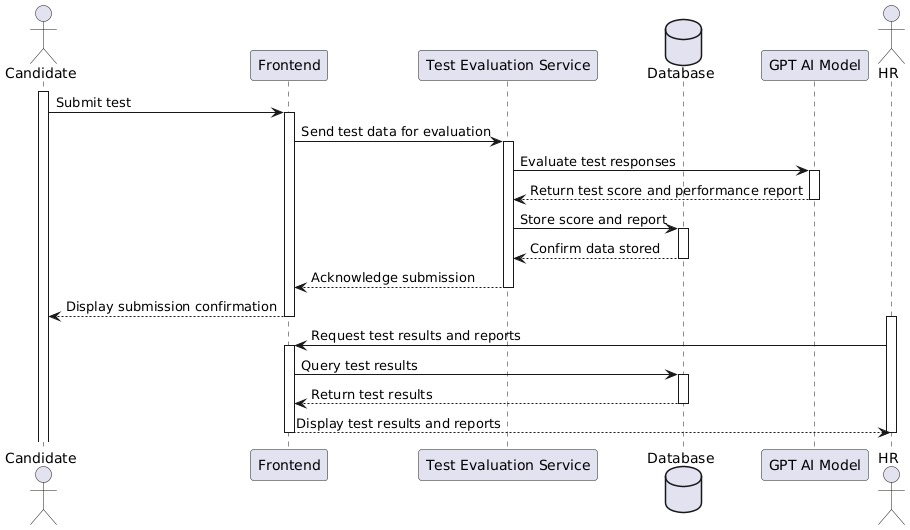 Candidate
Frontend
Test Evaluation Service
Database
GPT AI Model
HR
Submit test
Send test data for evaluation
Evaluate test responses
Return test score and performance report
Store score and report
Confirm data stored
Acknowledge submission
Display submission confirmation
Request test results and reports
Query test results
Return test results
Display test results and reports
Candidate
Frontend
Test Evaluation Service
Database
GPT AI Model
HR